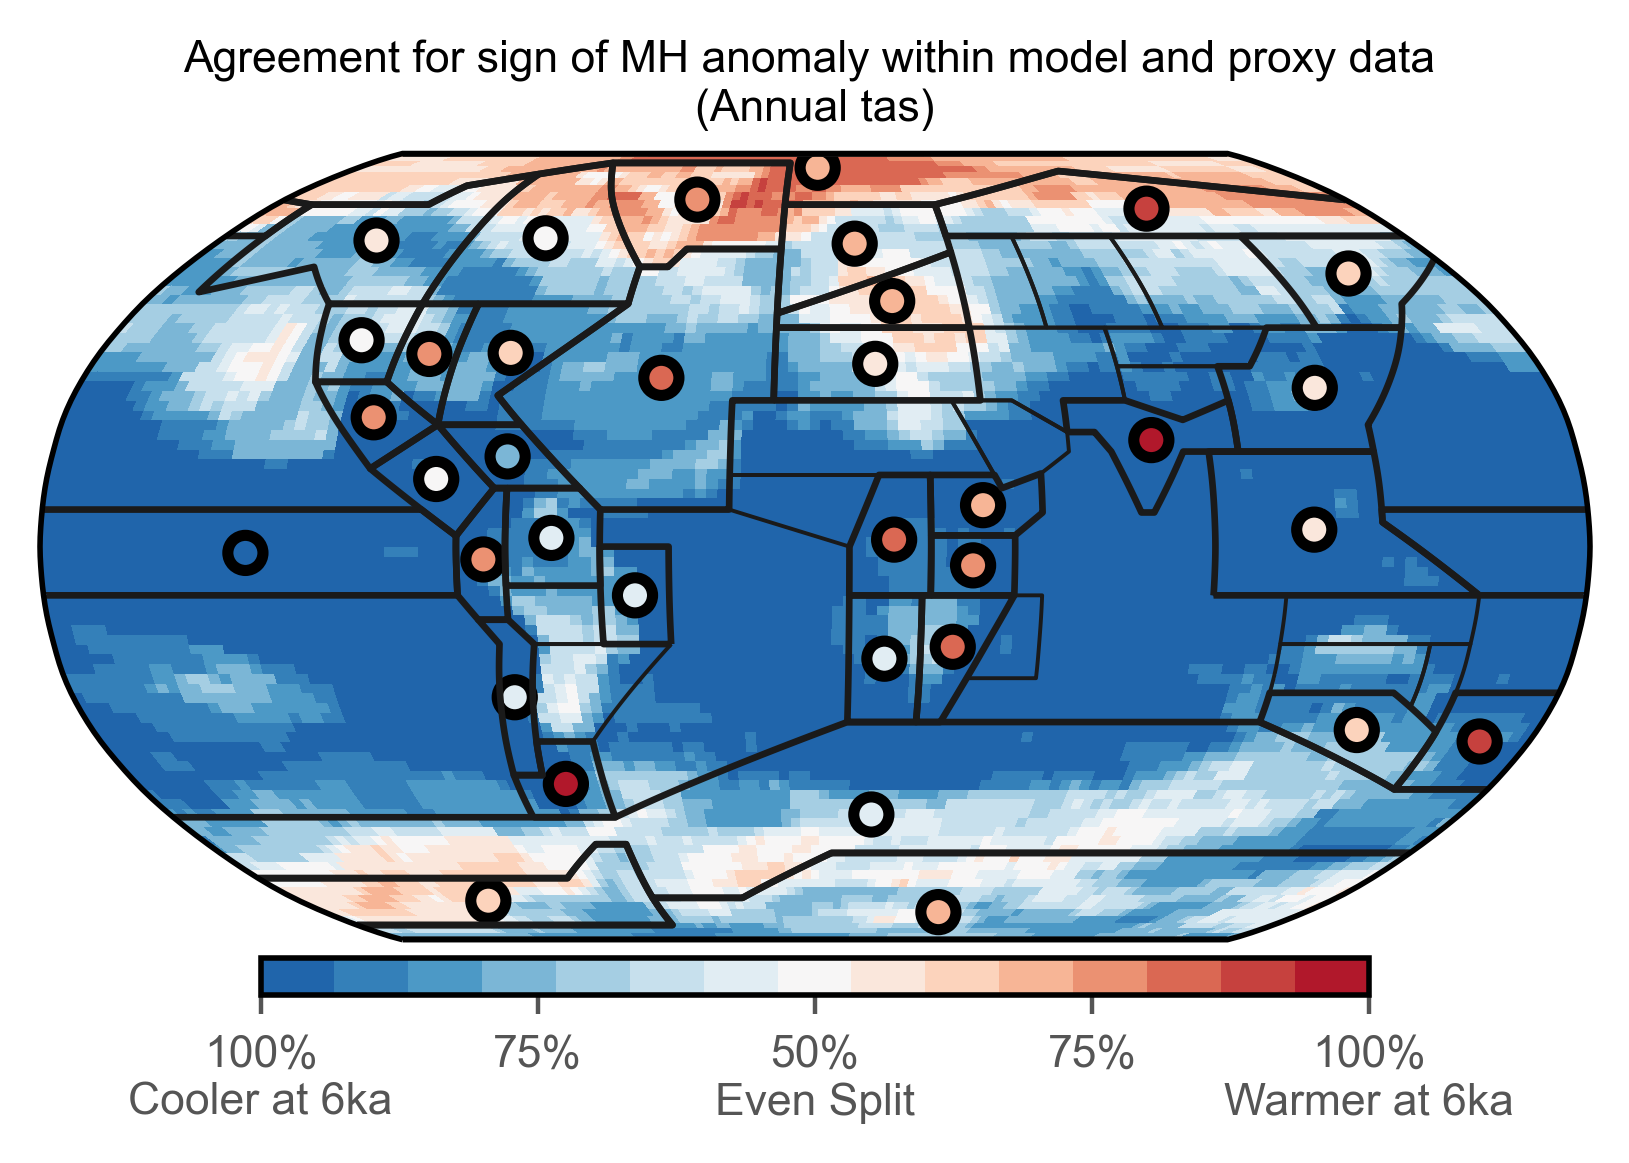 Agreement for sign of MH anomaly within model and proxy data
(Annual tas)
100% 75% 50% 75% 100%
Cooler at 6ka Even Split Warmer at 6ka